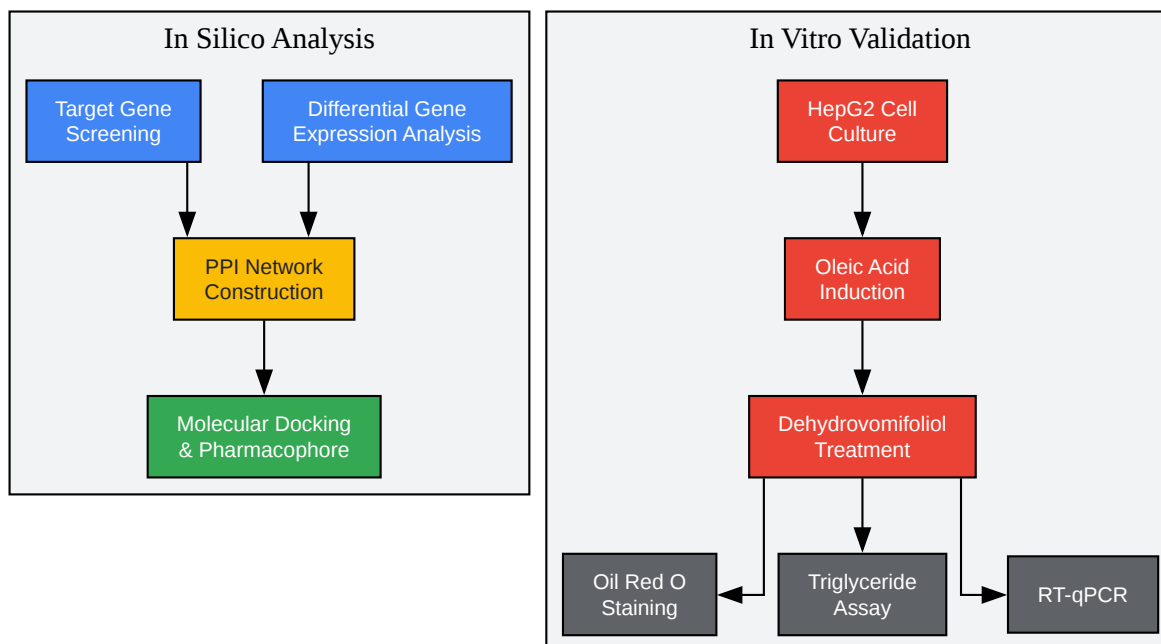 In Silico Analysis
Target Gene
Screening
Differential Gene
Expression Analysis
PPI Network
Construction
Molecular Docking
& Pharmacophore
In Vitro Validation
HepG2 Cell
Culture
Oleic Acid
Induction
Dehydrovomifoliol
Treatment
Oil Red O
Staining
Triglyceride
Assay
RT-qPCR